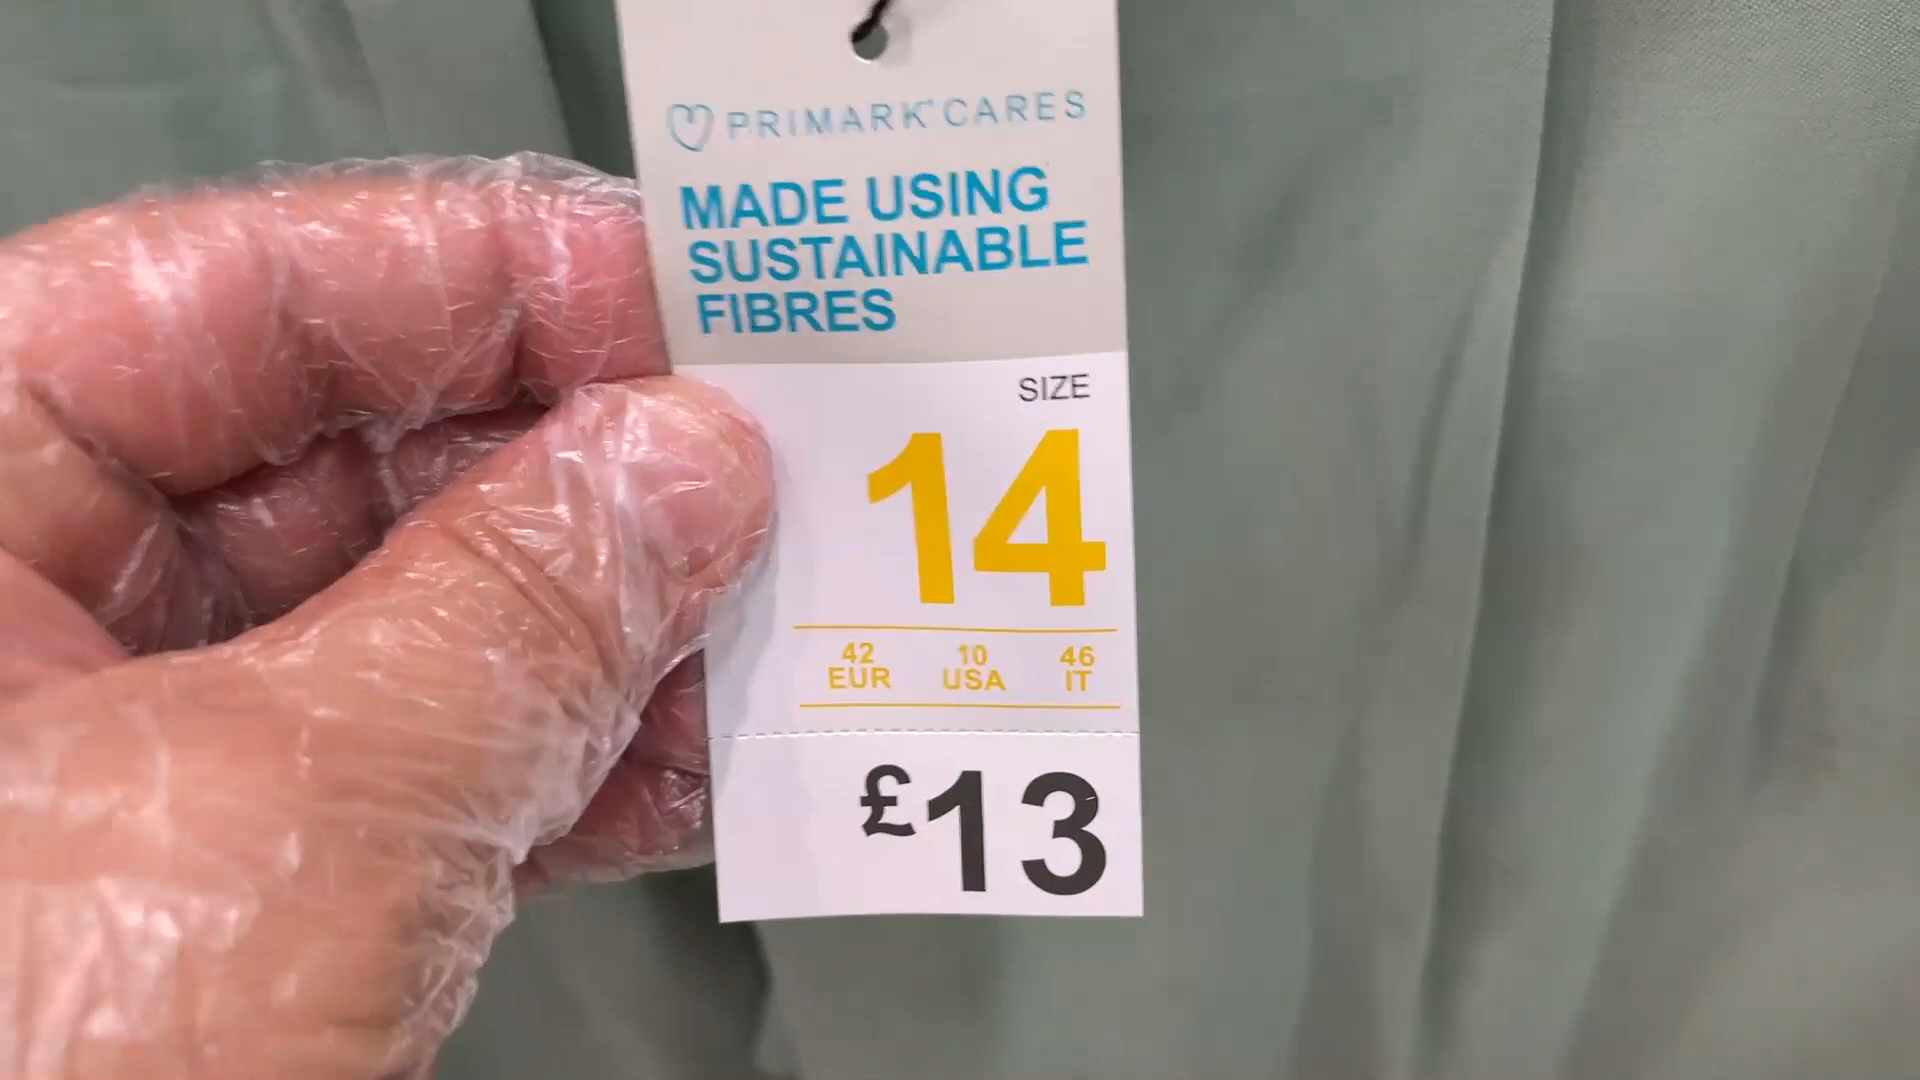 PRIMARK CARES
MADE USING
SUSTAINABLE
FIBRES
SIZE
14
42 10 46
EUR USA IT
£13